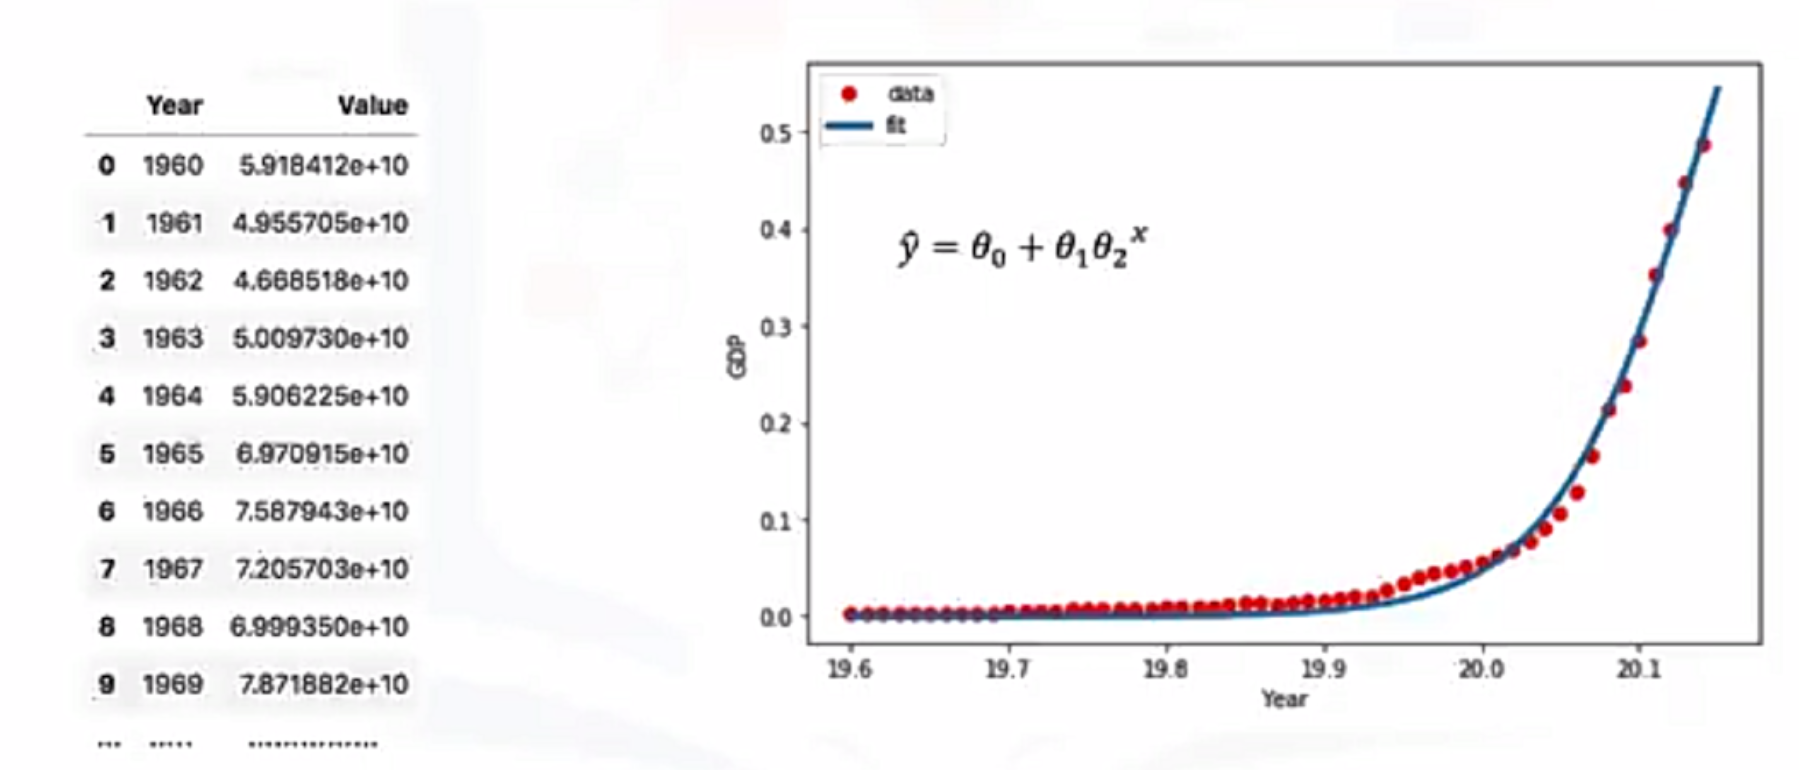 Year Value
0 1960 5.918412e+10
1 1961 4.955705e+10
2 1962 4.668518e+10
3 1963 5.009730e+10
4 1964 5.906225e+10
5 1965 6.970915e+10
6 1966 7.587943e+10
7 1967 7.205703e+10
8 1968 6.999350e+10
9 1969 7.871882e+10
... ..... ................
data
fit
ŷ = θ₀ + θ₁θ₂ˣ
GDP
0.5
0.4
0.3
0.2
0.1
0.0
19.6 19.7 19.8 19.9 20.0 20.1
Year